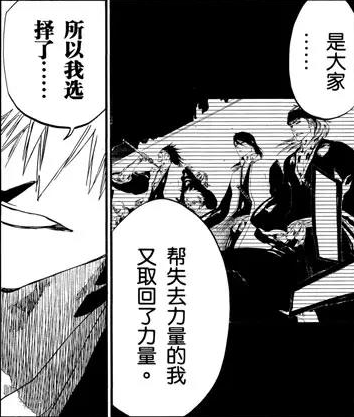 是大家
……
帮失去力量的我
又取回了力量。
所以我选
择了……